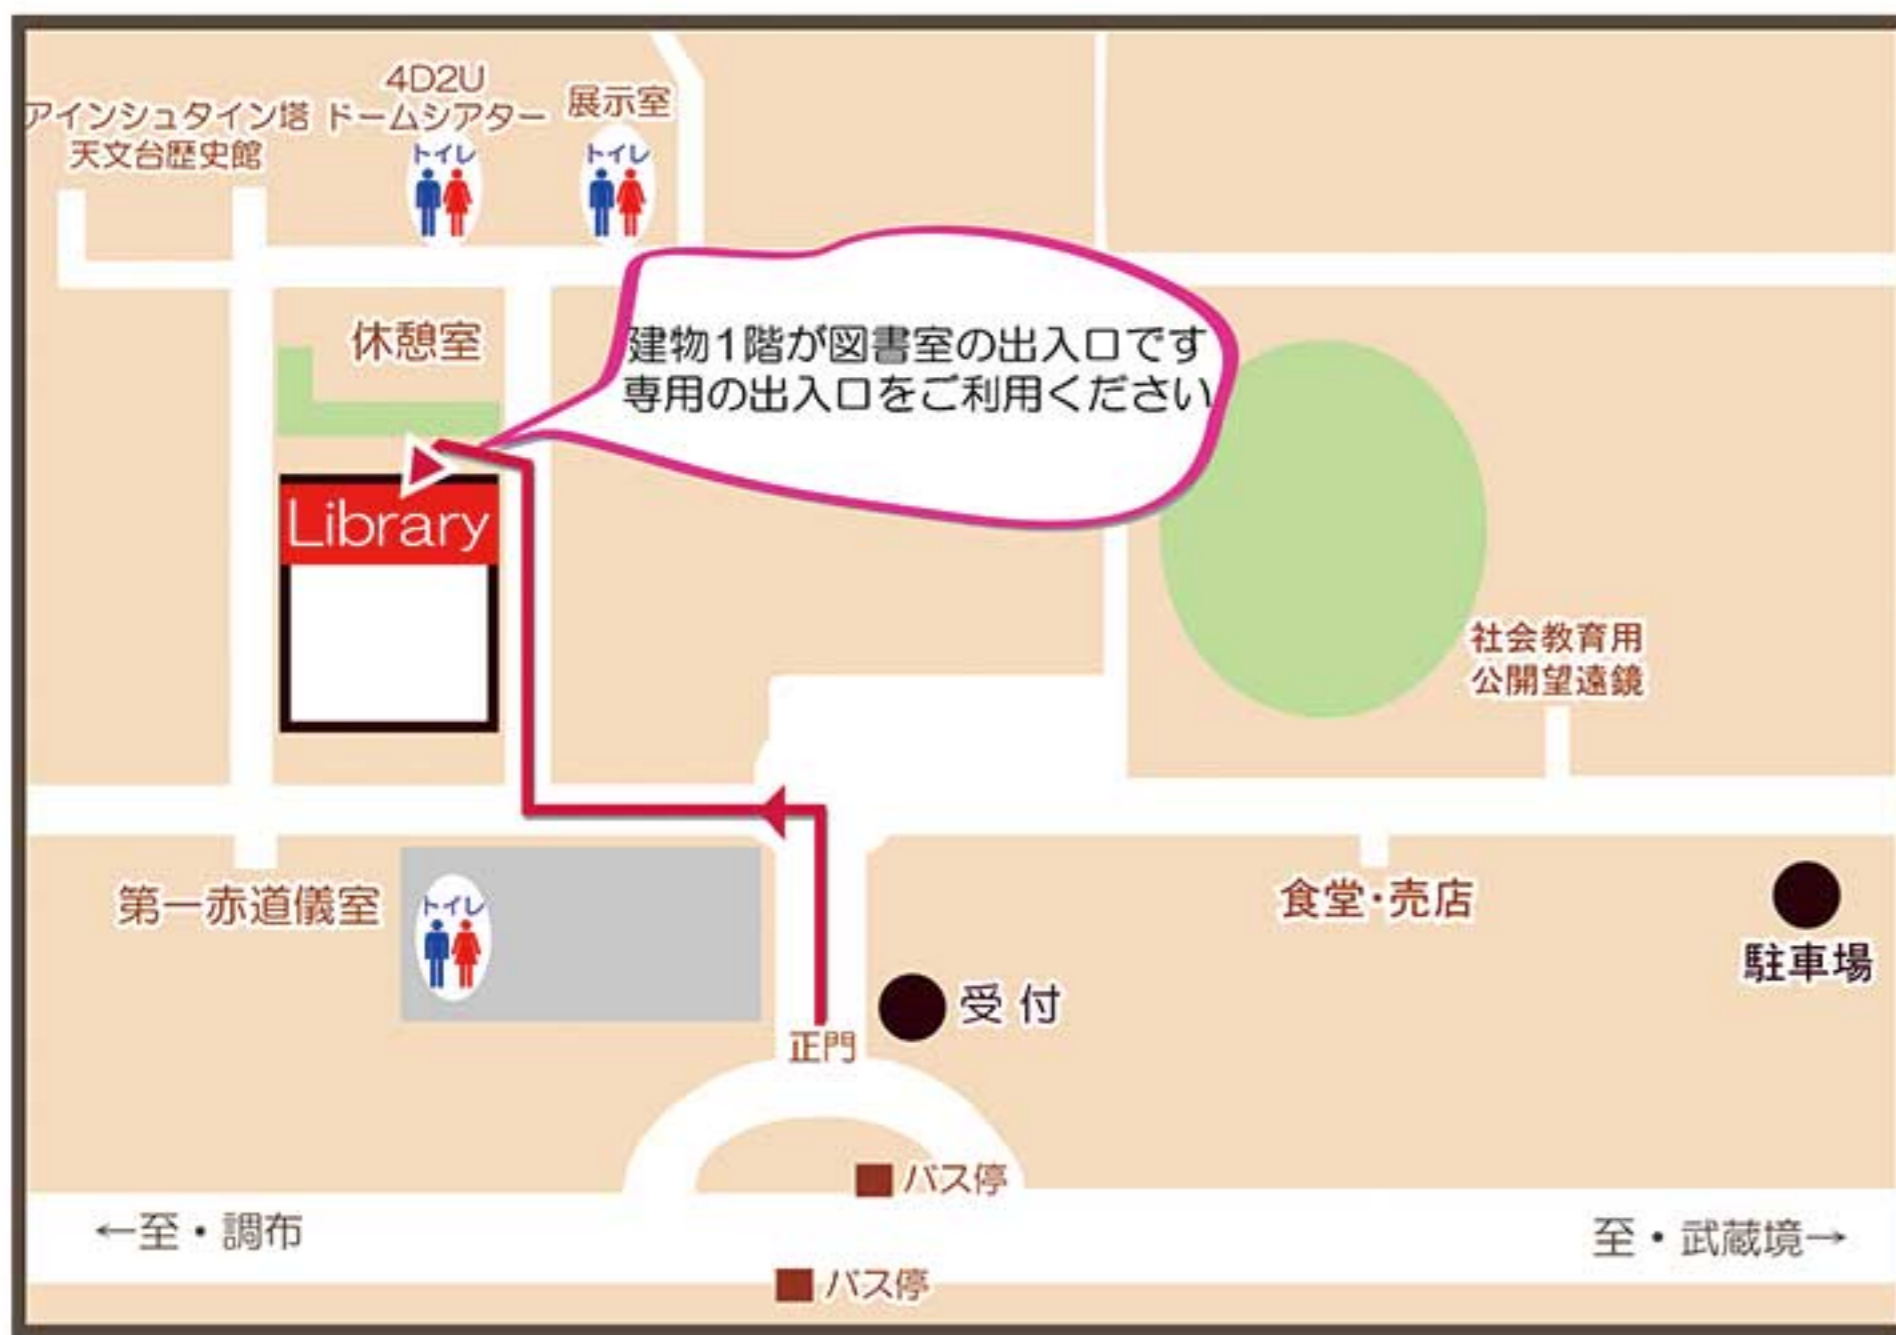 4D2U
ドームシアター
展示室
アインシュタイン塔
天文台歴史館
トイレ
トイレ
休憩室
建物1階が図書室の出入口です
専用の出入口をご利用ください
Library
社会教育用
公開望遠鏡
第一赤道儀室
トイレ
食堂・売店
駐車場
受付
正門
バス停
←至・調布
至・武蔵境→
バス停